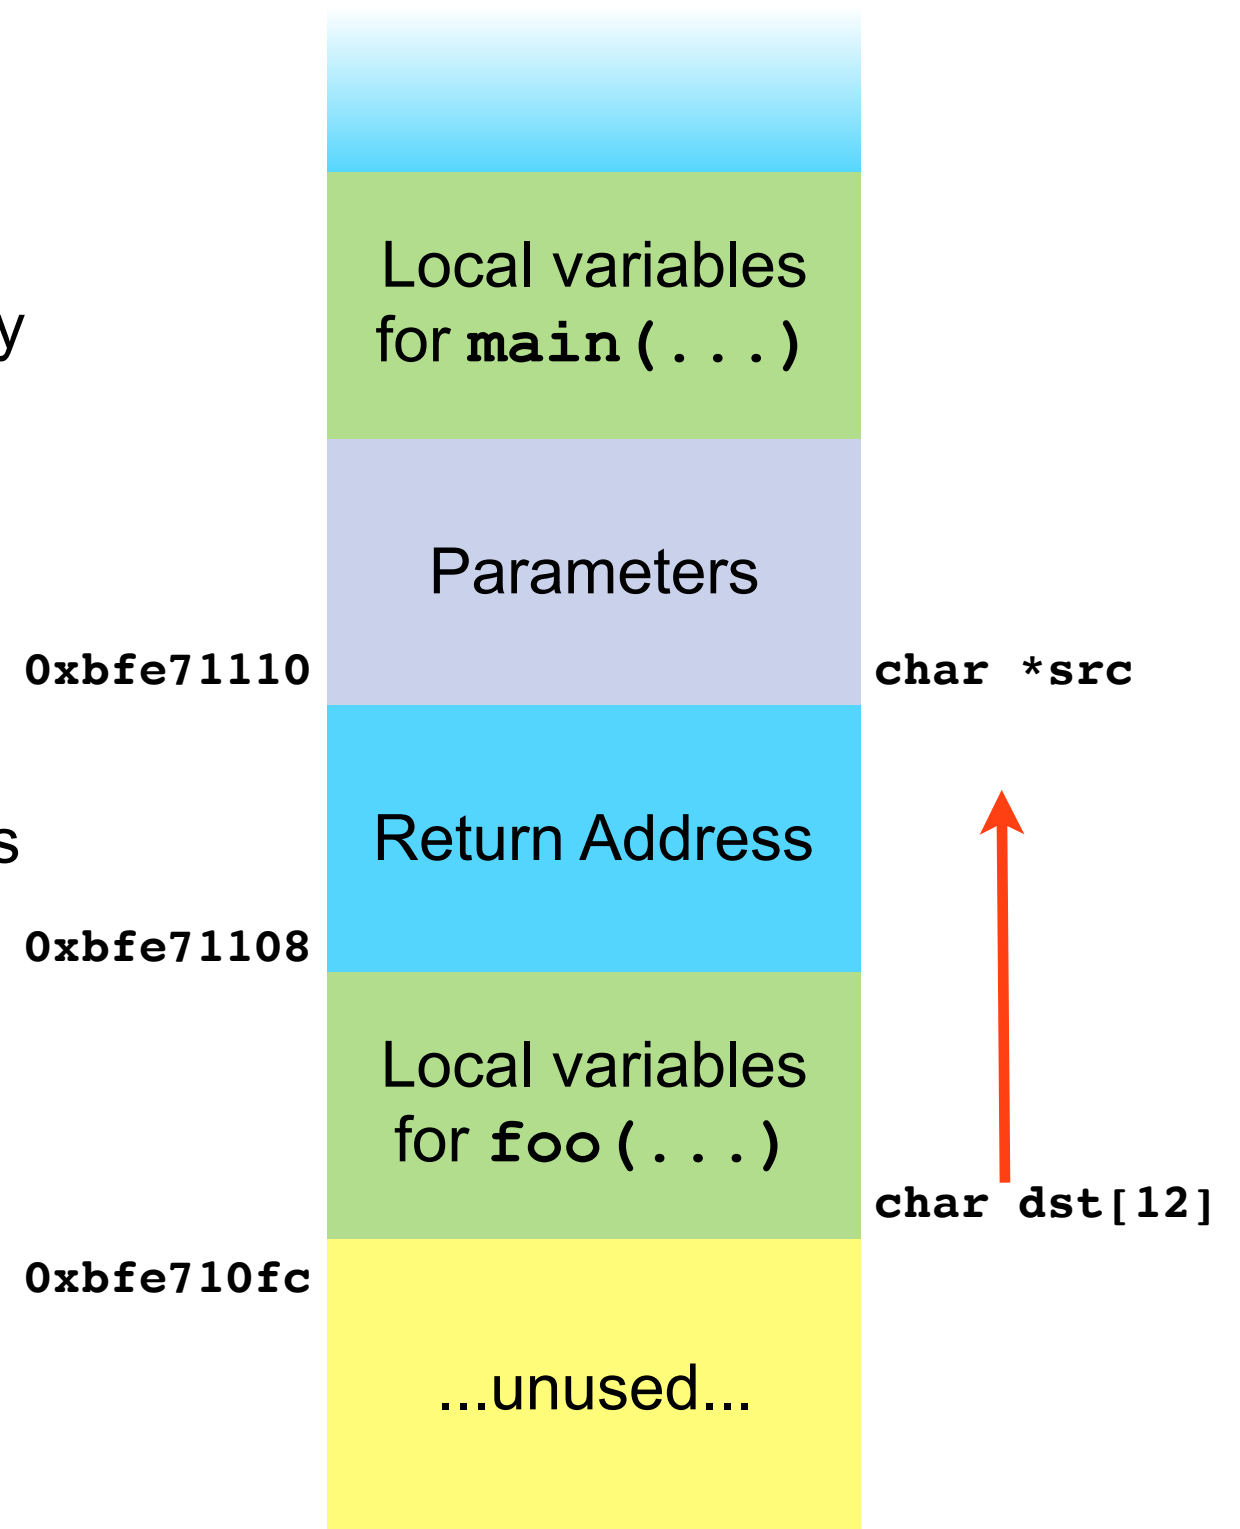 Local variables
for main(...)
y
Parameters
0xbfe71110
char *src
Return Address
s
0xbfe71108
Local variables
for foo(...)
char dst[12]
0xbfe710fc
...unused...